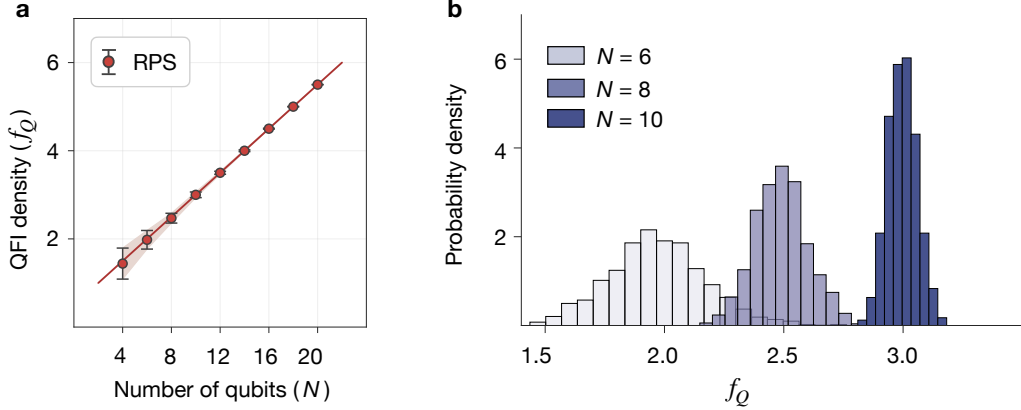 a
QFI density (f_Q)
6
4
2
RPS
4 8 12 16 20
Number of qubits (N)
b
Probability density
6
4
2
N = 6
N = 8
N = 10
1.5 2.0 2.5 3.0
f_Q